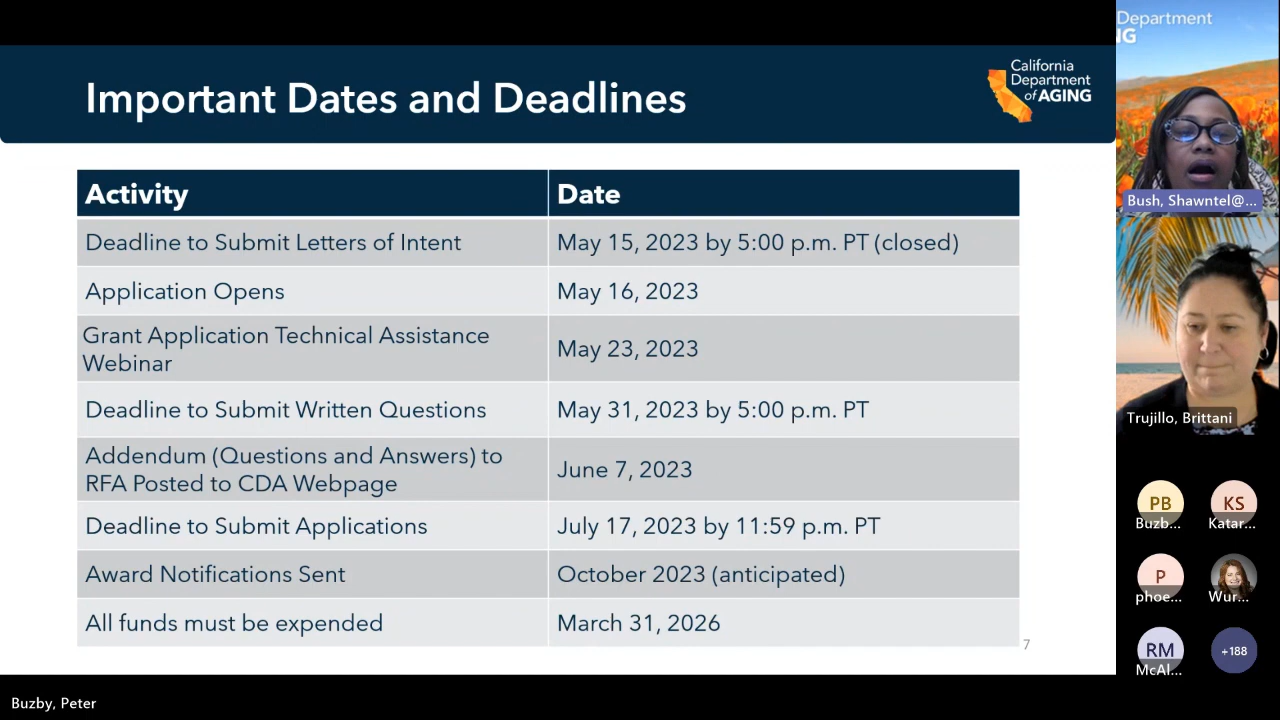 Important Dates and Deadlines
California
Department
of AGING
Activity
Date
Deadline to Submit Letters of Intent
May 15, 2023 by 5:00 p.m. PT (closed)
Application Opens
May 16, 2023
Grant Application Technical Assistance
Webinar
May 23, 2023
Deadline to Submit Written Questions
May 31, 2023 by 5:00 p.m. PT
Addendum (Questions and Answers) to
RFA Posted to CDA Webpage
June 7, 2023
Deadline to Submit Applications
July 17, 2023 by 11:59 p.m. PT
Award Notifications Sent
October 2023 (anticipated)
All funds must be expended
March 31, 2026
7
Department
NG
Bush, Shawntel@...
Trujillo, Brittani
PB
Buzb...
KS
Katar...
P
phoe...
Wur...
RM
McAl...
+188
Buzby, Peter